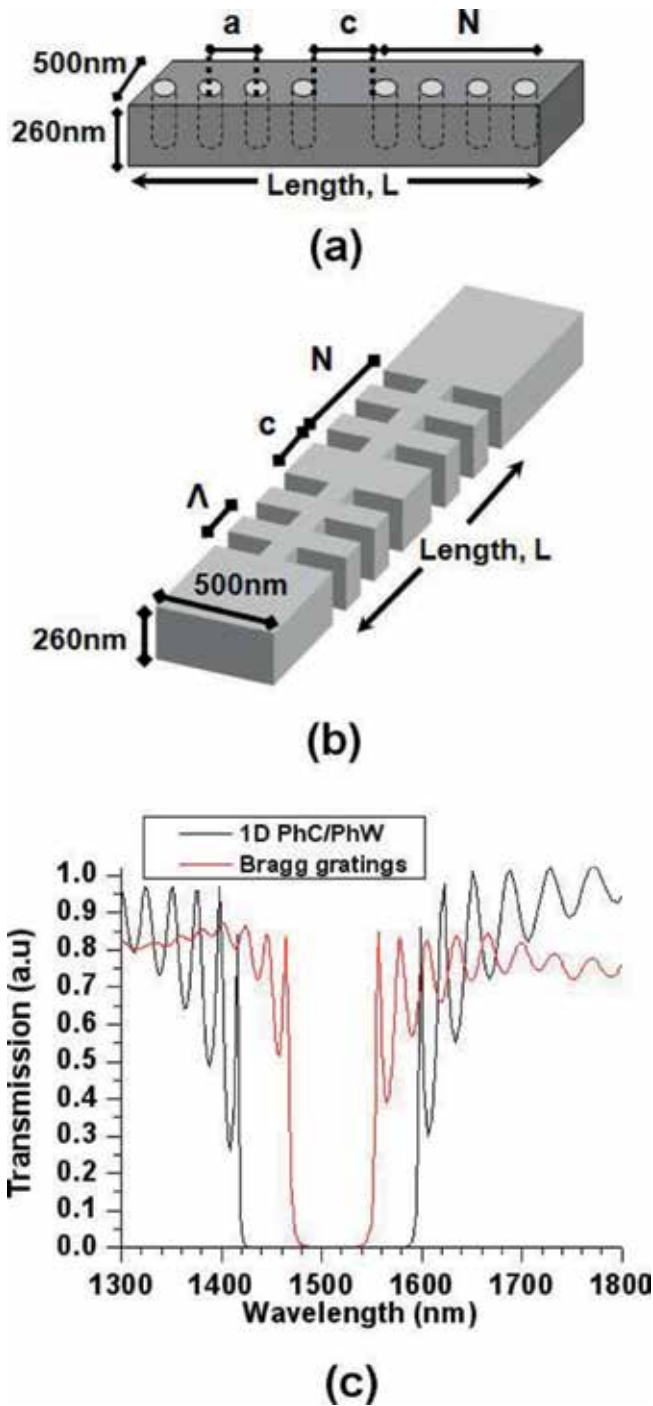 a c N
500nm
260nm
Length, L
(a)
N
c
Λ
500nm
Length, L
260nm
(b)
1D PhC/PhW
Bragg gratings
1.0
0.9
0.8
0.7
0.6
0.5
0.4
0.3
0.2
0.1
0.0
Transmission (a.u)
1300 1400 1500 1600 1700 1800
Wavelength (nm)
(c)